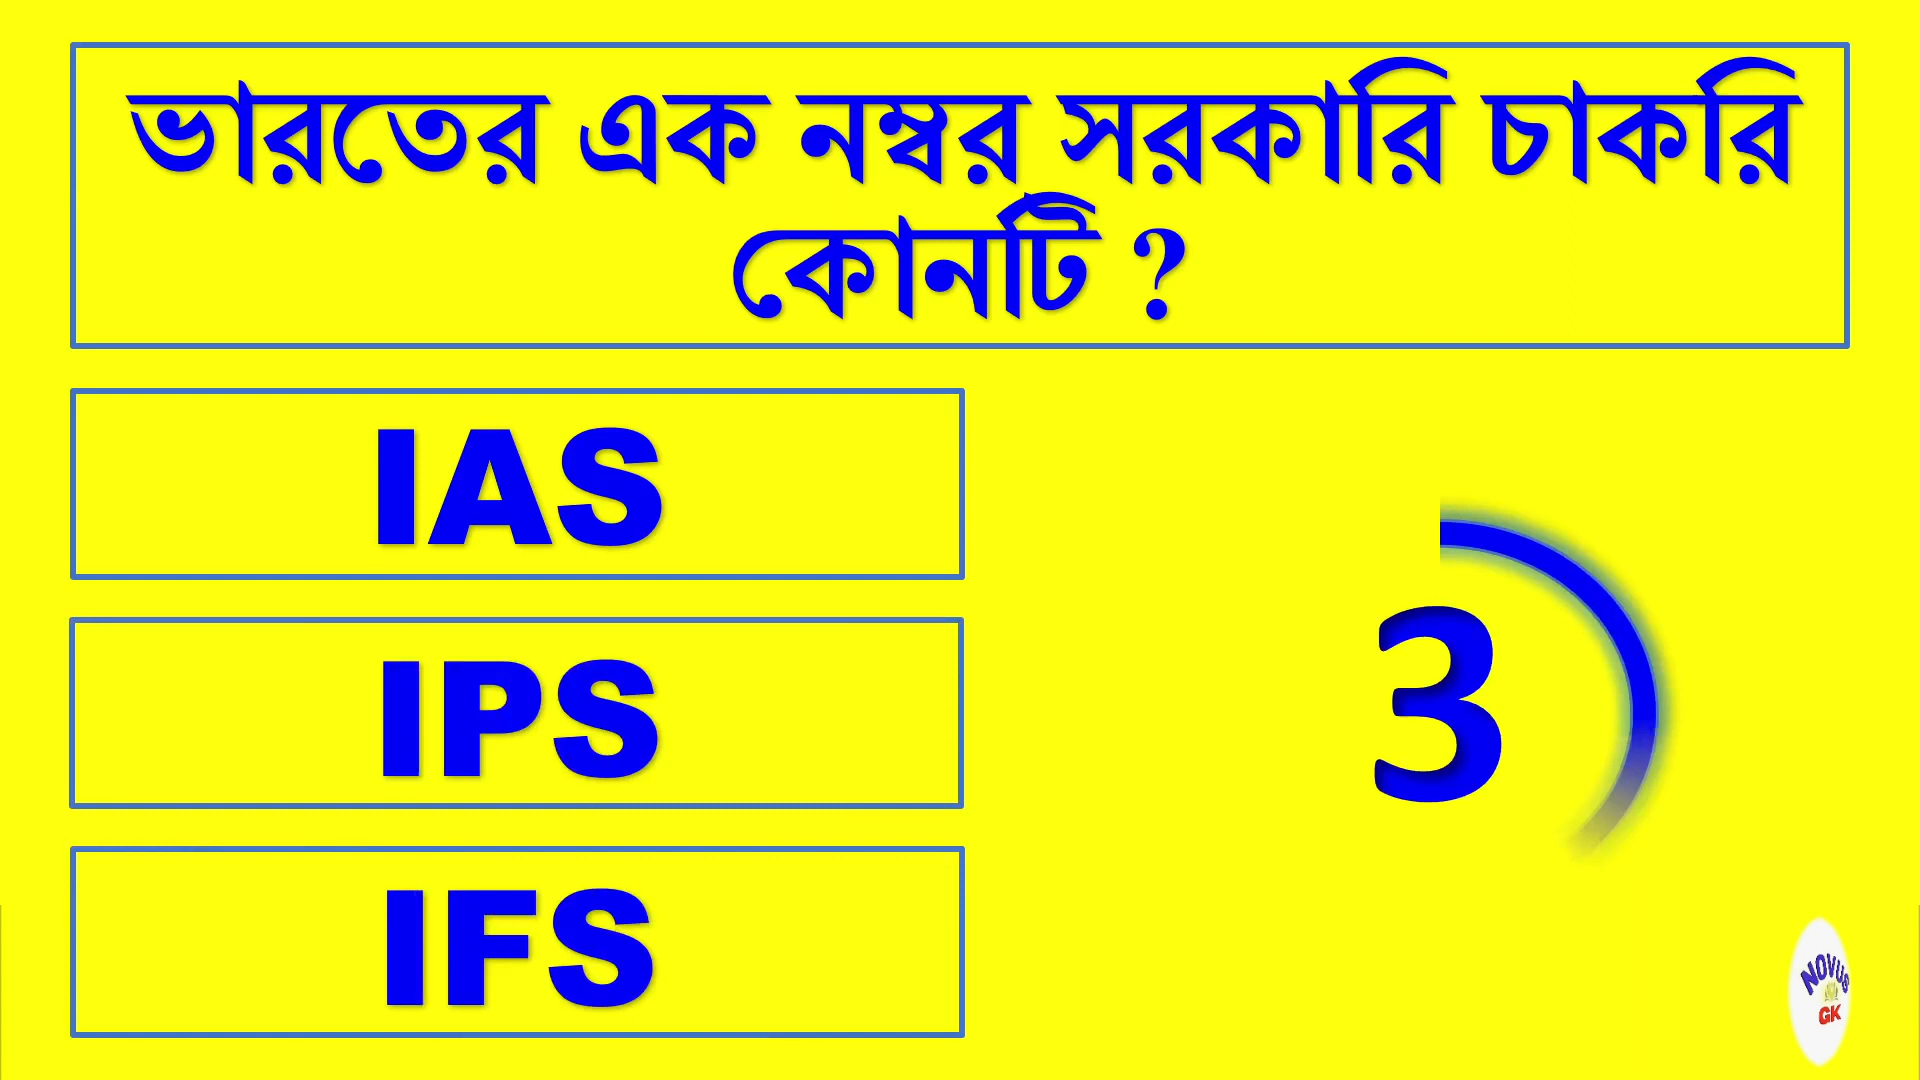 ভারতের এক নম্বর সরকারি চাকরি
কোনটি ?
IAS
IPS
3
IFS
NOVUS
GK